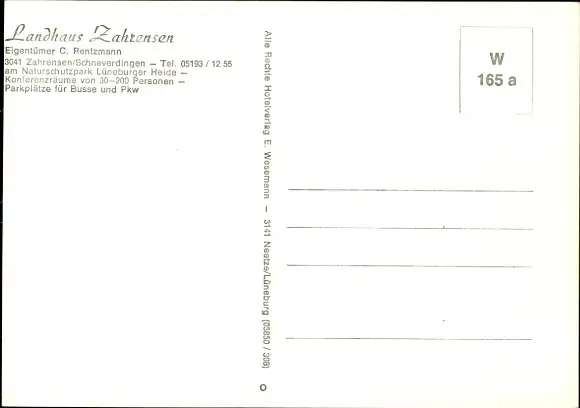 Landhaus Zahrensen
Eigentümer C. Rentzmann
3041 Zahrensen/Schneverdingen — Tel. 05193 / 12 55
am Naturschutzpark Lüneburger Heide —
Konferenzräume von 30–200 Personen —
Parkplätze für Busse und Pkw
Alle Rechte Hotelverlag E. Wesemann — 3141 Neetze/Lüneburg (05850 / 306)
W
165 a